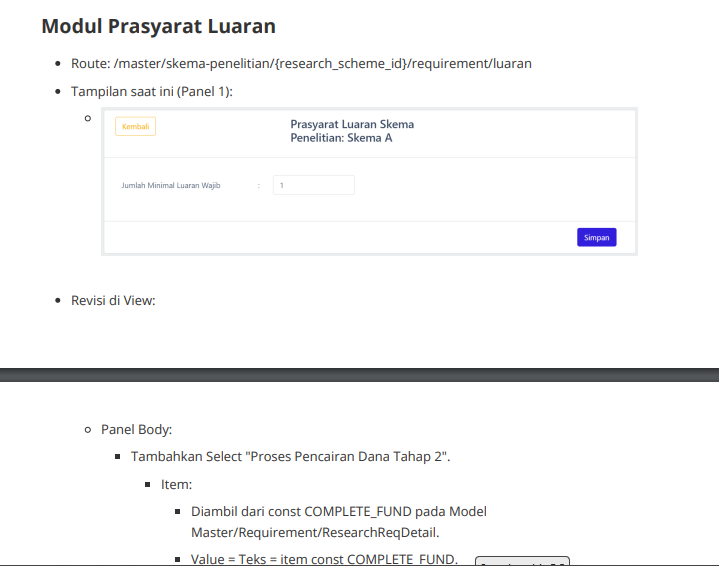 Modul Prasyarat Luaran
Route: /master/skema-penelitian/{research_scheme_id}/requirement/luaran
Tampilan saat ini (Panel 1):
Kembali
Prasyarat Luaran Skema
Penelitian: Skema A
Jumlah Minimal Luaran Wajib : 1
Simpan
Revisi di View:
Panel Body:
Tambahkan Select "Proses Pencairan Dana Tahap 2".
Item:
Diambil dari const COMPLETE_FUND pada Model
Master/Requirement/ResearchReqDetail.
Value = Teks = item const COMPLETE_FUND.